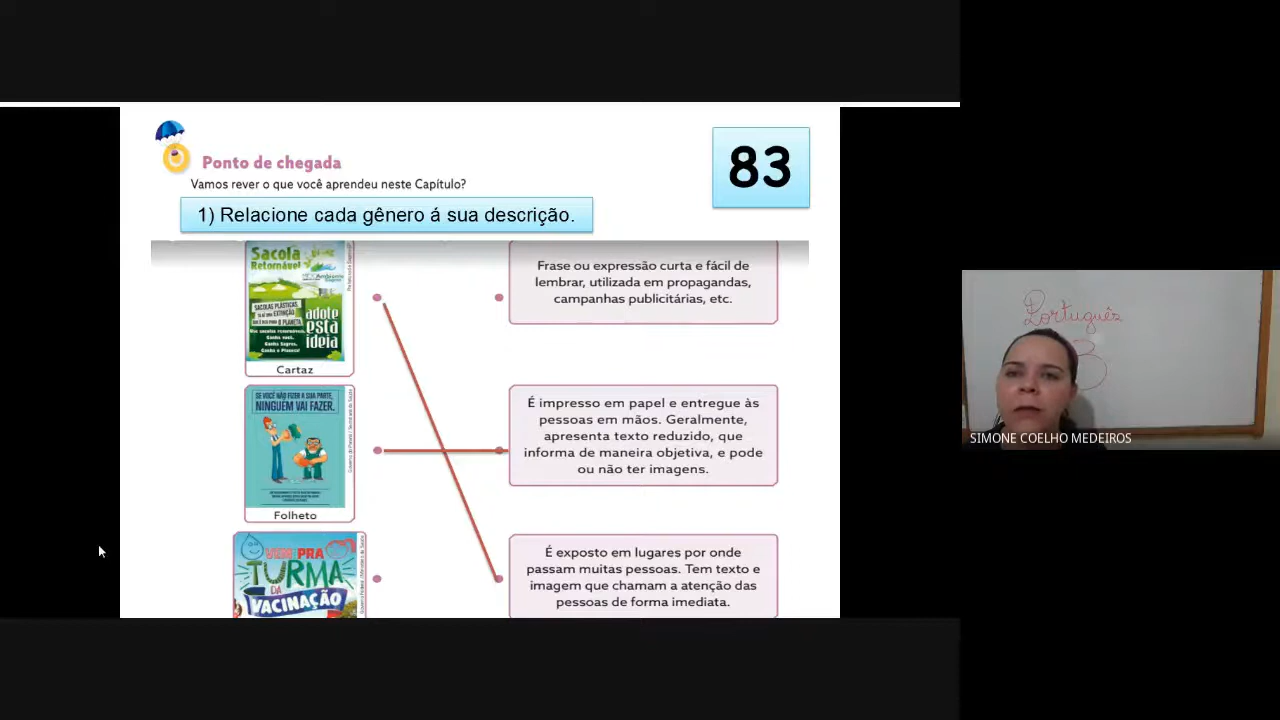 Ponto de chegada
83
Vamos rever o que você aprendeu neste Capítulo?
1) Relacione cada gênero á sua descrição.
Sacola
Retornável
SACOLAS PLÁSTICAS,
adote
esta
ideia
Ganha você,
Ganha o Planeta!
Cartaz
Frase ou expressão curta e fácil de
lembrar, utilizada em propagandas,
campanhas publicitárias, etc.
SE VOCÊ NÃO FIZER A SUA PARTE,
NINGUEM VAI FAZER.
Folheto
É impresso em papel e entregue às
pessoas em mãos. Geralmente,
apresenta texto reduzido, que
informa de maneira objetiva, e pode
ou não ter imagens.
PRA
TURMA
DA
VACINAÇÃO
É exposto em lugares por onde
passam muitas pessoas. Tem texto e
imagem que chamam a atenção das
pessoas de forma imediata.
Português
SIMONE COELHO MEDEIROS